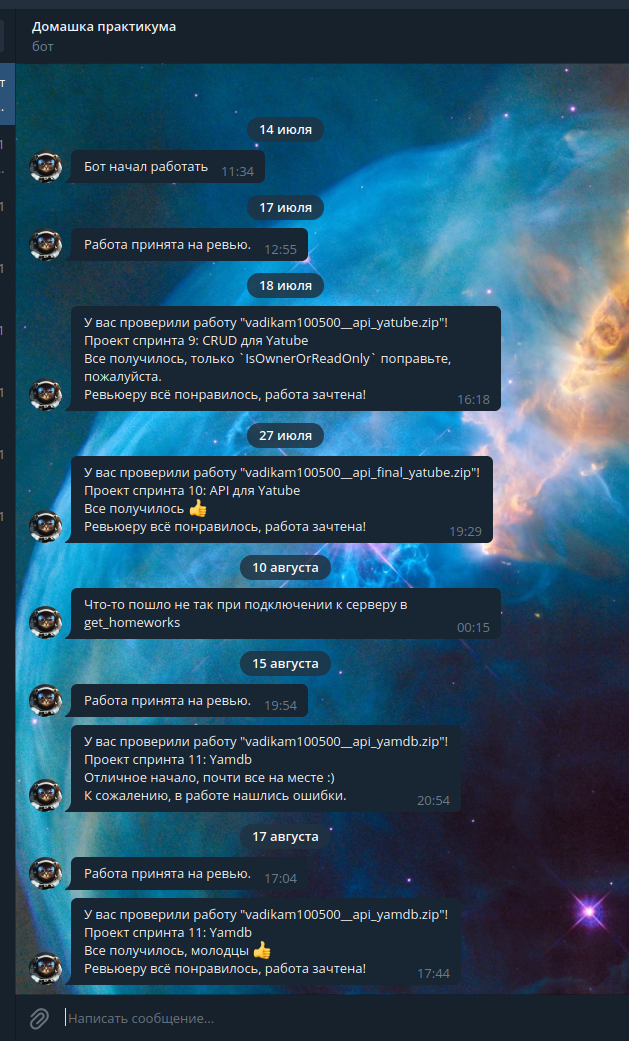 Домашка практикума
бот
14 июля
Бот начал работать 11:34
17 июля
Работа принята на ревью. 12:55
18 июля
У вас проверили работу "vadikam100500__api_yatube.zip"!
Проект спринта 9: CRUD для Yatube
Все получилось, только `IsOwnerOrReadOnly` поправьте,
пожалуйста.
Ревьюеру всё понравилось, работа зачтена! 16:18
27 июля
У вас проверили работу "vadikam100500__api_final_yatube.zip"!
Проект спринта 10: API для Yatube
Все получилось 👍
Ревьюеру всё понравилось, работа зачтена! 19:29
10 августа
Что-то пошло не так при подключении к серверу в
get_homeworks 00:15
15 августа
Работа принята на ревью. 19:54
У вас проверили работу "vadikam100500__api_yamdb.zip"!
Проект спринта 11: Yamdb
Отличное начало, почти все на месте :)
К сожалению, в работе нашлись ошибки. 20:54
17 августа
Работа принята на ревью. 17:04
У вас проверили работу "vadikam100500__api_yamdb.zip"!
Проект спринта 11: Yamdb
Все получилось, молодцы 👍
Ревьюеру всё понравилось, работа зачтена! 17:44
Написать сообщение...